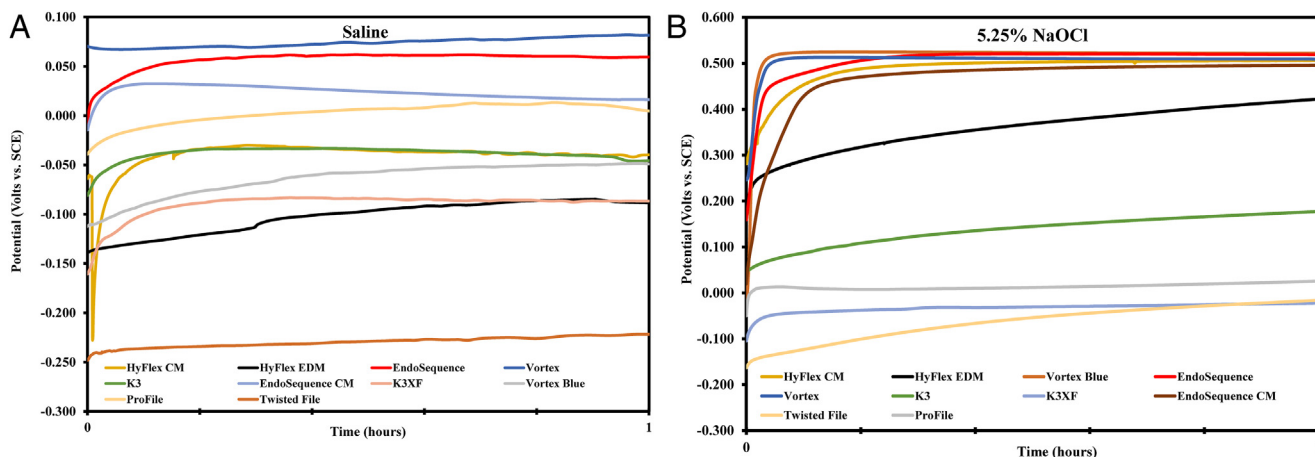 A
Saline
Potential (Volts vs. SCE)
0.100
0.050
0.000
-0.050
-0.100
-0.150
-0.200
-0.250
-0.300
HyFlex CM HyFlex EDM EndoSequence Vortex
K3 EndoSequence CM K3XF Vortex Blue
ProFile Twisted File
0 1
Time (hours)
B
5.25% NaOCl
Potential (Volts vs. SCE)
0.600
0.500
0.400
0.300
0.200
0.100
0.000
-0.100
-0.200
-0.300
HyFlex CM HyFlex EDM Vortex Blue EndoSequence
Vortex K3 K3XF EndoSequence CM
Twisted File ProFile
0
Time (hours)